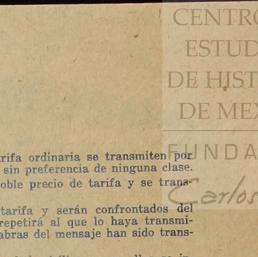 CENTRO
ESTUD
DE HIST
DE MEX
FUNDA
Carlos
rifa ordinaria se transmiten por
sin preferencia de ninguna clase.
oble precio de tarifa y se trans-
tarifa y serán confrontados del
repetirá al que lo haya transmi-
abras del mensaje han sido trans-